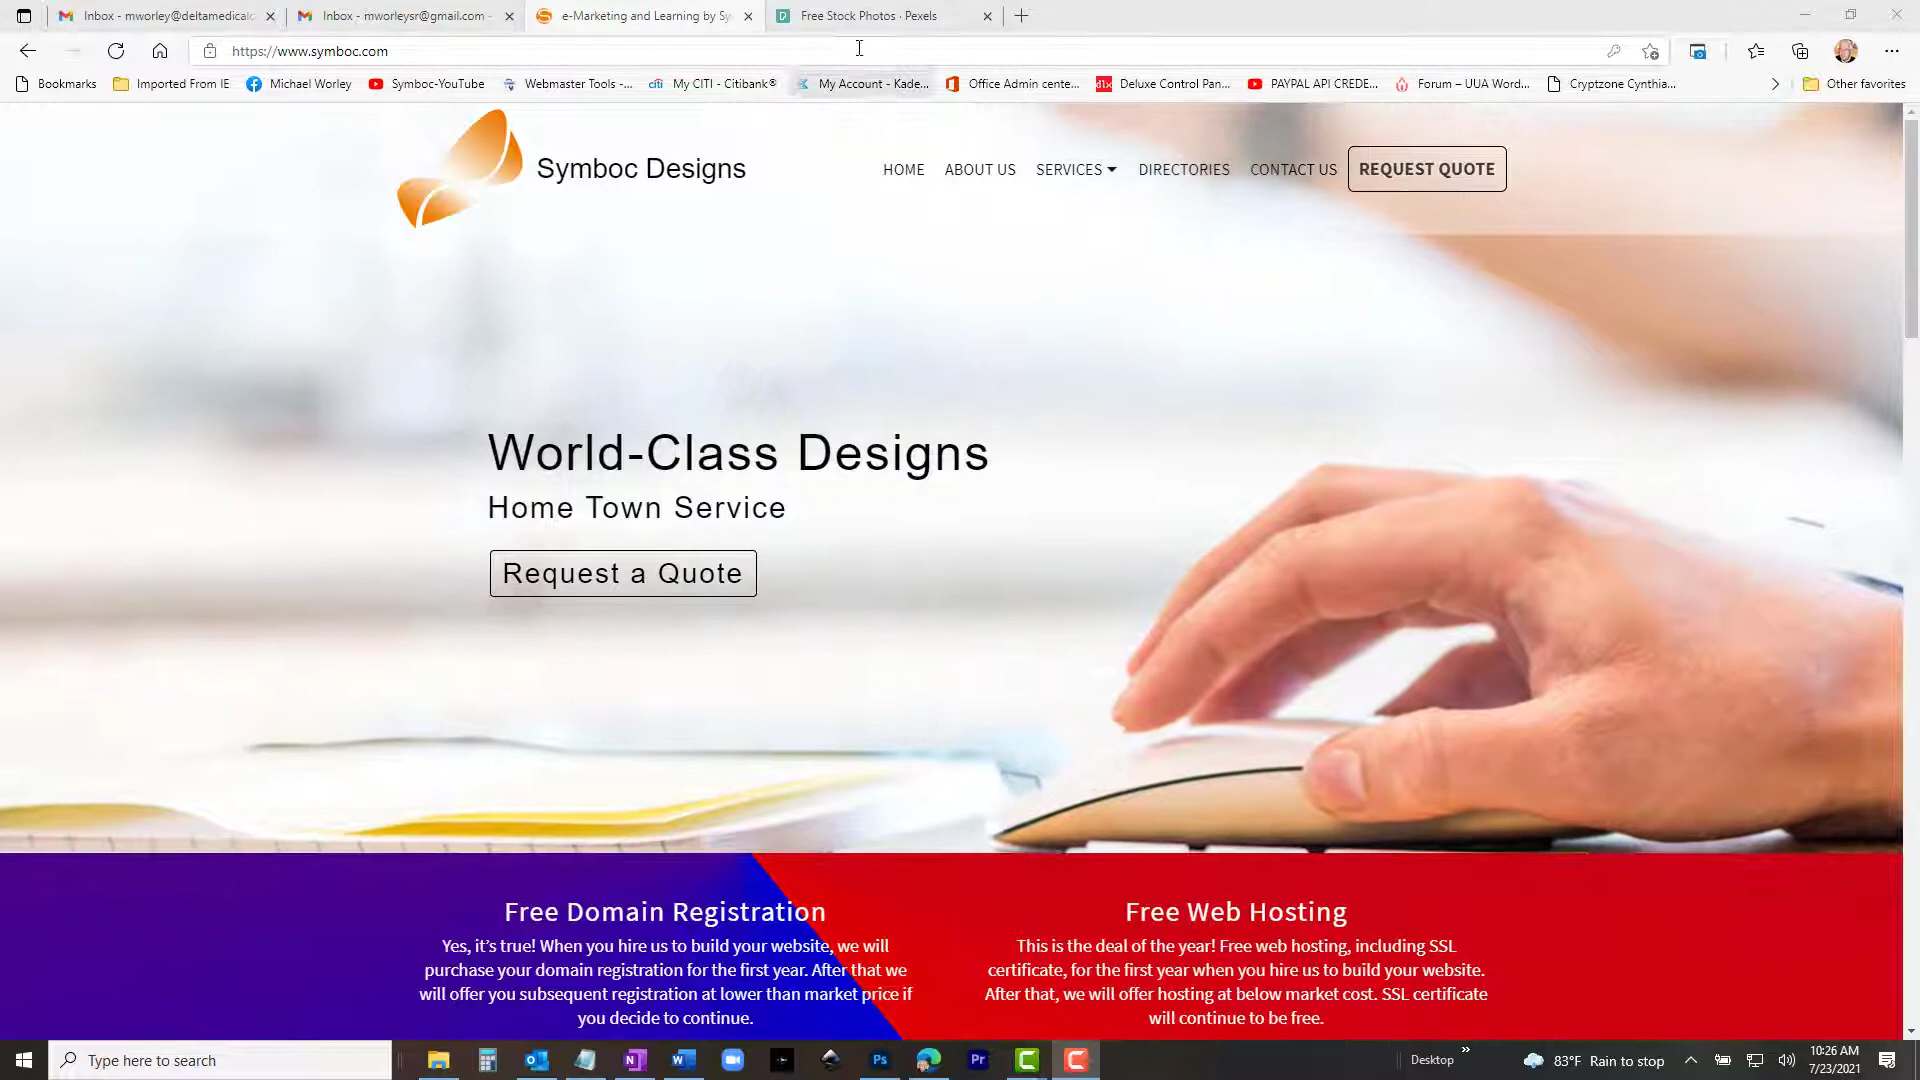 Inbox - mworley@deltamedicalc
Inbox - mworleysr@gmail.com -
e-Marketing and Learning by Sy
Free Stock Photos · Pexels
https://www.symboc.com
Bookmarks
Imported From IE
Michael Worley
Symboc-YouTube
Webmaster Tools -...
citi My CITI - Citibank®
My Account - Kade...
Office Admin cente...
dlx Deluxe Control Pan...
PAYPAL API CREDE...
Forum – UUA Word...
Cryptzone Cynthia...
Other favorites
Symboc Designs
HOME
ABOUT US
SERVICES
DIRECTORIES
CONTACT US
REQUEST QUOTE
World-Class Designs
Home Town Service
Request a Quote
Free Domain Registration
Yes, it’s true! When you hire us to build your website, we will
purchase your domain registration for the first year. After that we
will offer you subsequent registration at lower than market price if
you decide to continue.
Free Web Hosting
This is the deal of the year! Free web hosting, including SSL
certificate, for the first year when you hire us to build your website.
After that, we will offer hosting at below market cost. SSL certificate
will continue to be free.
Type here to search
Ps
Pr
Desktop
83°F Rain to stop
10:26 AM
7/23/2021